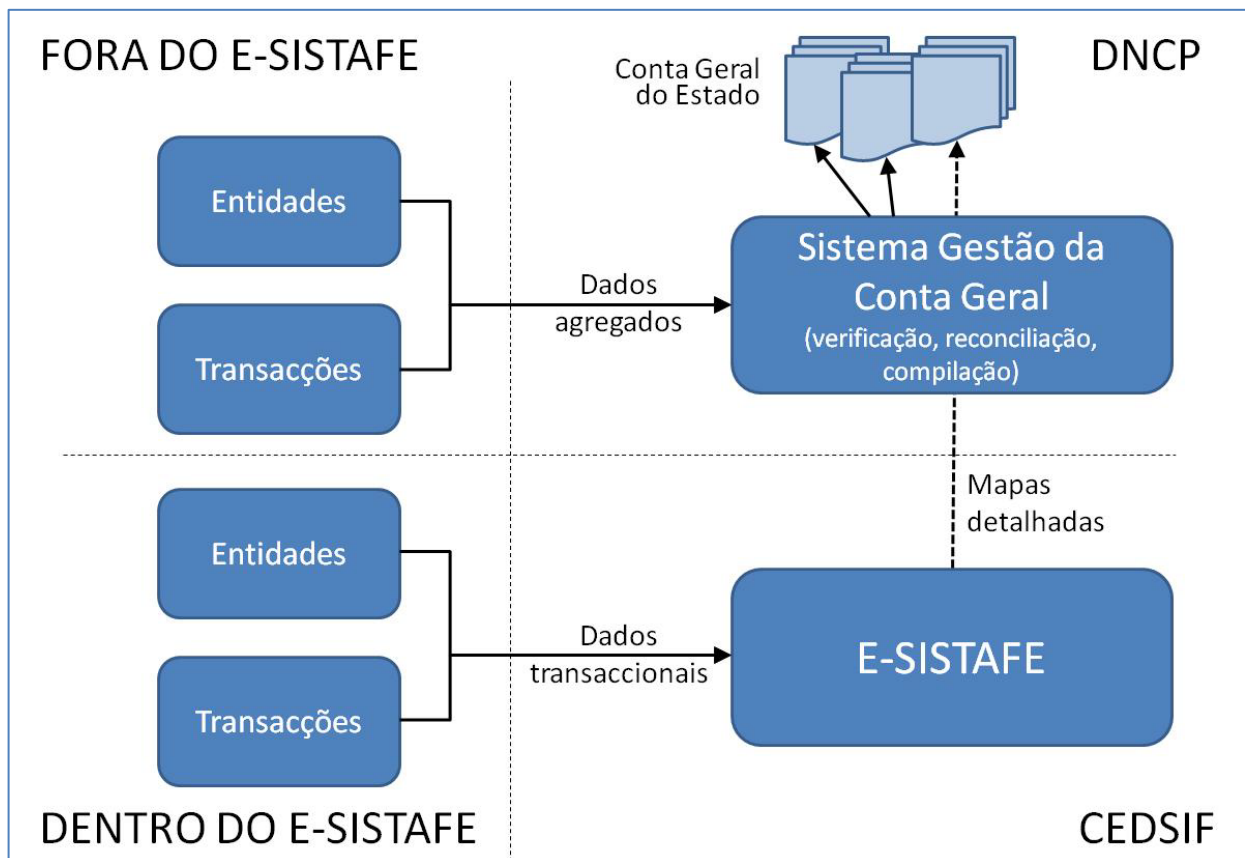 FORA DO E-SISTAFE
DNCP
Conta Geral
do Estado
Entidades
Transacções
Dados
agregados
Sistema Gestão da
Conta Geral
(verificação, reconciliação,
compilação)
Mapas
detalhadas
Entidades
Transacções
Dados
transaccionais
E-SISTAFE
DENTRO DO E-SISTAFE
CEDSIF